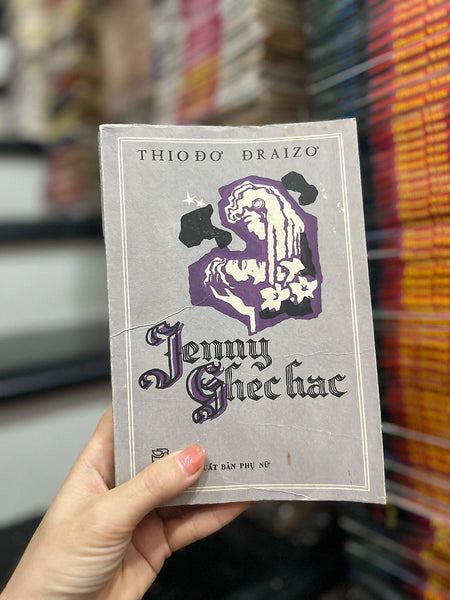 THIOĐƠ ĐRAIZƠ
Jenny
Ghec hac
XUẤT BẢN PHỤ NỮ